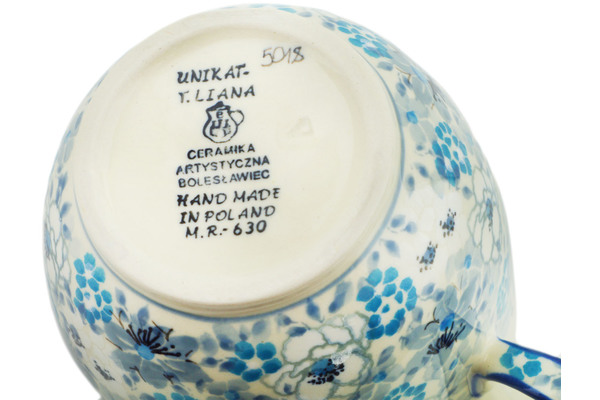 5018
UNIKAT-
T. LIANA
CERAMIKA
ARTYSTYCZNA
BOLESŁAWIEC
HAND MADE
IN POLAND
M.R.-630